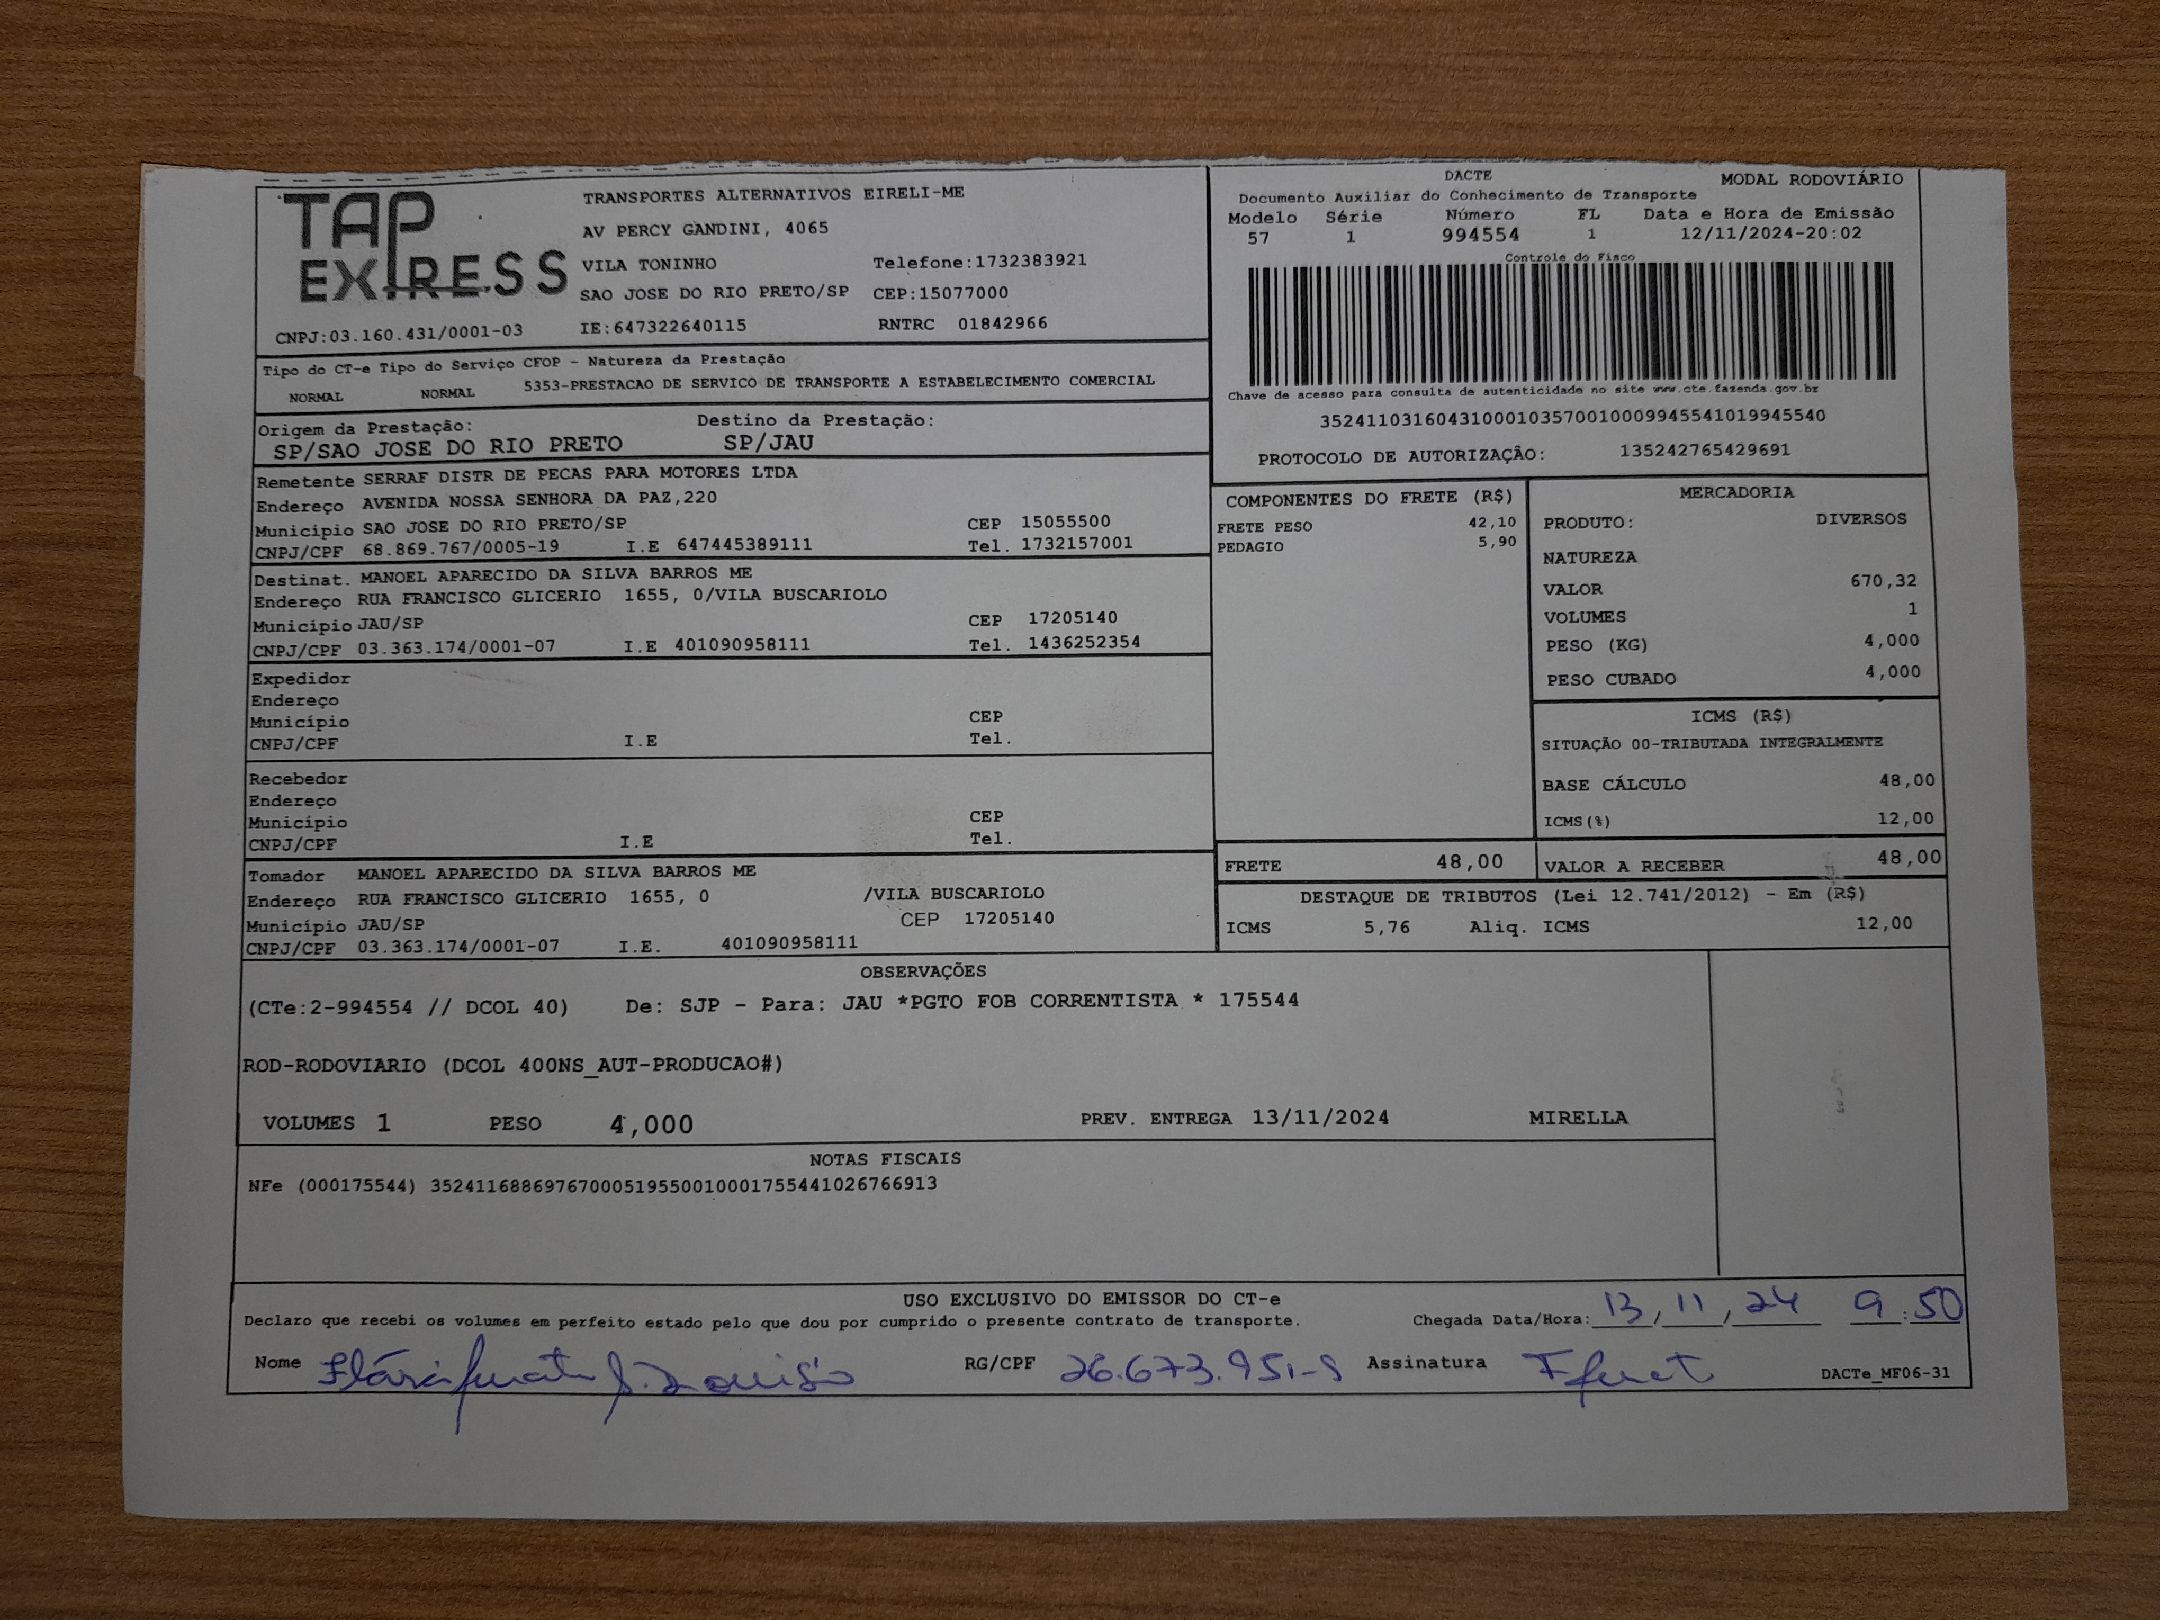 TAP EXPRESS
TRANSPORTES ALTERNATIVOS EIRELI-ME
AV PERCY GANDINI, 4065
VILA TONINHO Telefone:1732383921
SAO JOSE DO RIO PRETO/SP CEP:15077000
CNPJ:03.160.431/0001-03 IE:647322640115 RNTRC 01842966
Tipo do CT-e Tipo do Serviço CFOP - Natureza da Prestação
NORMAL NORMAL 5353-PRESTACAO DE SERVICO DE TRANSPORTE A ESTABELECIMENTO COMERCIAL
Origem da Prestação: Destino da Prestação:
SP/SAO JOSE DO RIO PRETO SP/JAU
Remetente SERRAF DISTR DE PECAS PARA MOTORES LTDA
Endereço AVENIDA NOSSA SENHORA DA PAZ,220
Município SAO JOSE DO RIO PRETO/SP CEP 15055500
CNPJ/CPF 68.869.767/0005-19 I.E 647445389111 Tel. 1732157001
Destinat. MANOEL APARECIDO DA SILVA BARROS ME
Endereço RUA FRANCISCO GLICERIO 1655, 0/VILA BUSCARIOLO
Município JAU/SP CEP 17205140
CNPJ/CPF 03.363.174/0001-07 I.E 401090958111 Tel. 1436252354
Expedidor
Endereço
Município CEP
CNPJ/CPF I.E Tel.
Recebedor
Endereço
Município CEP
CNPJ/CPF I.E Tel.
Tomador MANOEL APARECIDO DA SILVA BARROS ME
Endereço RUA FRANCISCO GLICERIO 1655, 0 /VILA BUSCARIOLO
Município JAU/SP CEP 17205140
CNPJ/CPF 03.363.174/0001-07 I.E. 401090958111
DACTE MODAL RODOVIÁRIO
Documento Auxiliar do Conhecimento de Transporte
Modelo Série Número FL Data e Hora de Emissão
57 1 994554 1 12/11/2024-20:02
Controle do Fisco
Chave de acesso para consulta de autenticidade no site www.cte.fazenda.gov.br
35241103160431000103570010009945541019945540
PROTOCOLO DE AUTORIZAÇÃO: 135242765429691
COMPONENTES DO FRETE (R$)
FRETE PESO 42,10
PEDAGIO 5,90
MERCADORIA
PRODUTO: DIVERSOS
NATUREZA
VALOR 670,32
VOLUMES 1
PESO (KG) 4,000
PESO CUBADO 4,000
ICMS (R$)
SITUAÇÃO 00-TRIBUTADA INTEGRALMENTE
BASE CÁLCULO 48,00
ICMS(%) 12,00
FRETE 48,00 VALOR A RECEBER 48,00
DESTAQUE DE TRIBUTOS (Lei 12.741/2012) - Em (R$)
ICMS 5,76 Aliq. ICMS 12,00
OBSERVAÇÕES
(CTe:2-994554 // DCOL 40) De: SJP - Para: JAU *PGTO FOB CORRENTISTA * 175544
ROD-RODOVIARIO (DCOL 400NS_AUT-PRODUCAO#)
VOLUMES 1 PESO 4,000 PREV. ENTREGA 13/11/2024 MIRELLA
NOTAS FISCAIS
NFe (000175544) 35241168869767000519550010001755441026766913
USO EXCLUSIVO DO EMISSOR DO CT-e
Declaro que recebi os volumes em perfeito estado pelo que dou por cumprido o presente contrato de transporte. Chegada Data/Hora: 13/11/24 9:50
Nome RG/CPF 26.673.951-8 Assinatura DACTe_MF06-31